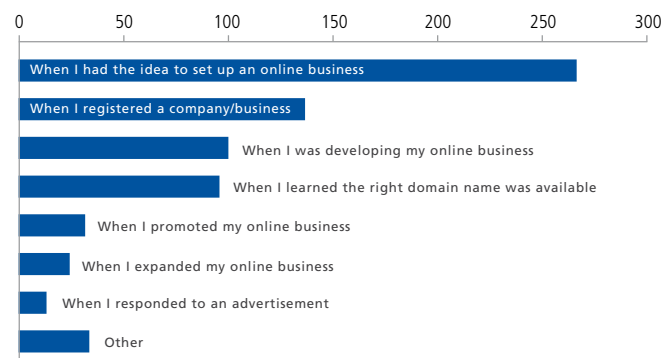 0 50 100 150 200 250 300
When I had the idea to set up an online business
When I registered a company/business
When I was developing my online business
When I learned the right domain name was available
When I promoted my online business
When I expanded my online business
When I responded to an advertisement
Other